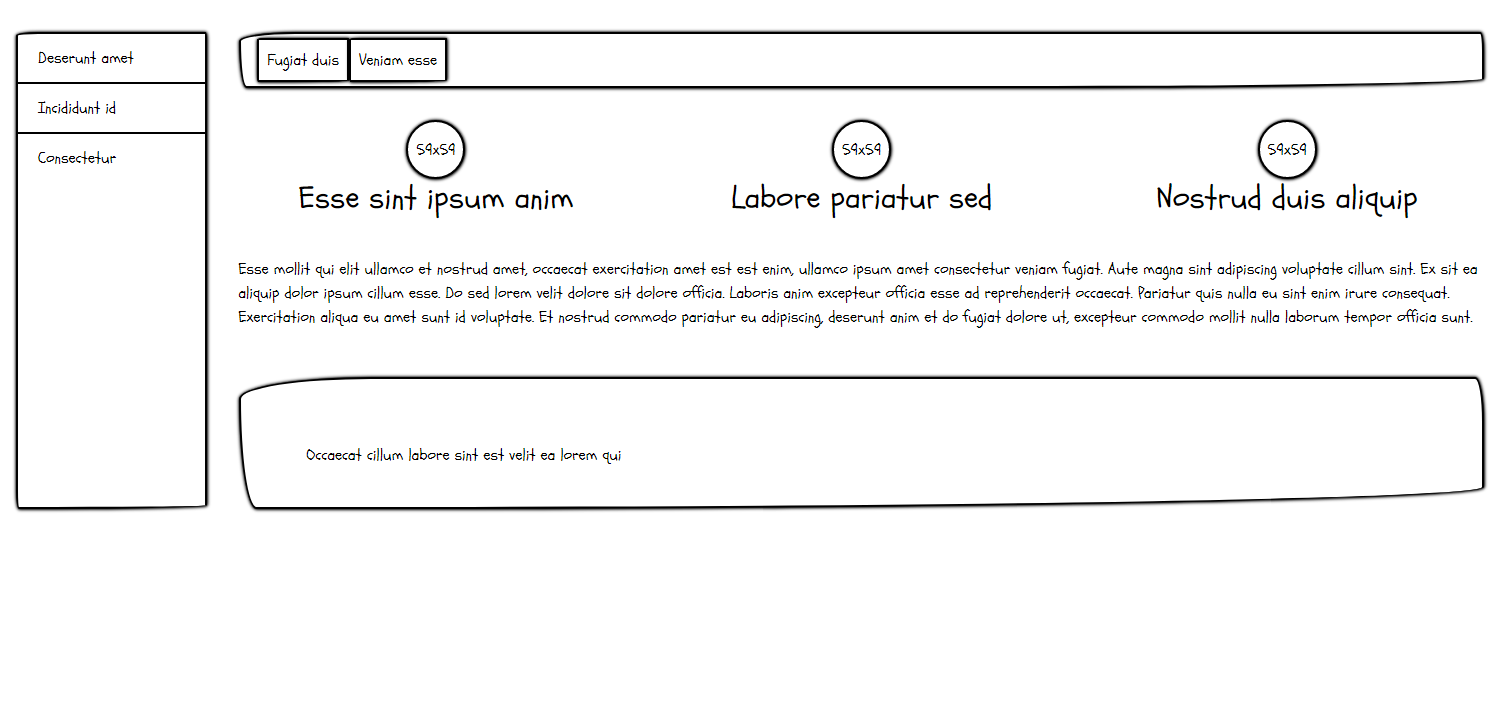 Deserunt amet
Incididunt id
Consectetur
Fugiat duis
Veniam esse
59x59
Esse sint ipsum anim
59x59
Labore pariatur sed
59x59
Nostrud duis aliquip
Esse mollit qui elit ullamco et nostrud amet, occaecat exercitation amet est est enim, ullamco ipsum amet consectetur veniam fugiat. Aute magna sint adipiscing voluptate cillum sint. Ex sit ea
aliquip dolor ipsum cillum esse. Do sed lorem velit dolore sit dolore officia. Laboris anim excepteur officia esse ad reprehenderit occaecat. Pariatur quis nulla eu sint enim irure consequat.
Exercitation aliqua eu amet sunt id voluptate. Et nostrud commodo pariatur eu adipiscing, deserunt anim et do fugiat dolore ut, excepteur commodo mollit nulla laborum tempor officia sunt.
Occaecat cillum labore sint est velit ea lorem qui